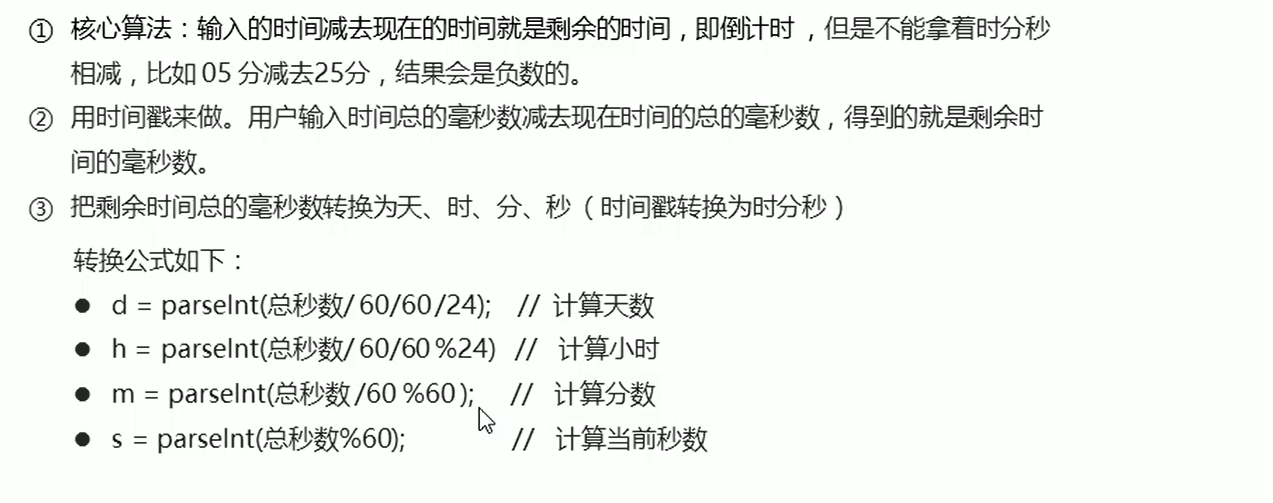 ① 核心算法：输入的时间减去现在的时间就是剩余的时间，即倒计时，但是不能拿着时分秒
相减，比如 05 分减去25分，结果会是负数的。
② 用时间戳来做。用户输入时间总的毫秒数减去现在时间的总的毫秒数，得到的就是剩余时
间的毫秒数。
③ 把剩余时间总的毫秒数转换为天、时、分、秒（时间戳转换为时分秒）
转换公式如下：
● d = parseInt(总秒数/ 60/60 /24); // 计算天数
● h = parseInt(总秒数/ 60/60 %24) // 计算小时
● m = parseInt(总秒数 /60 %60 ); // 计算分数
● s = parseInt(总秒数%60); // 计算当前秒数